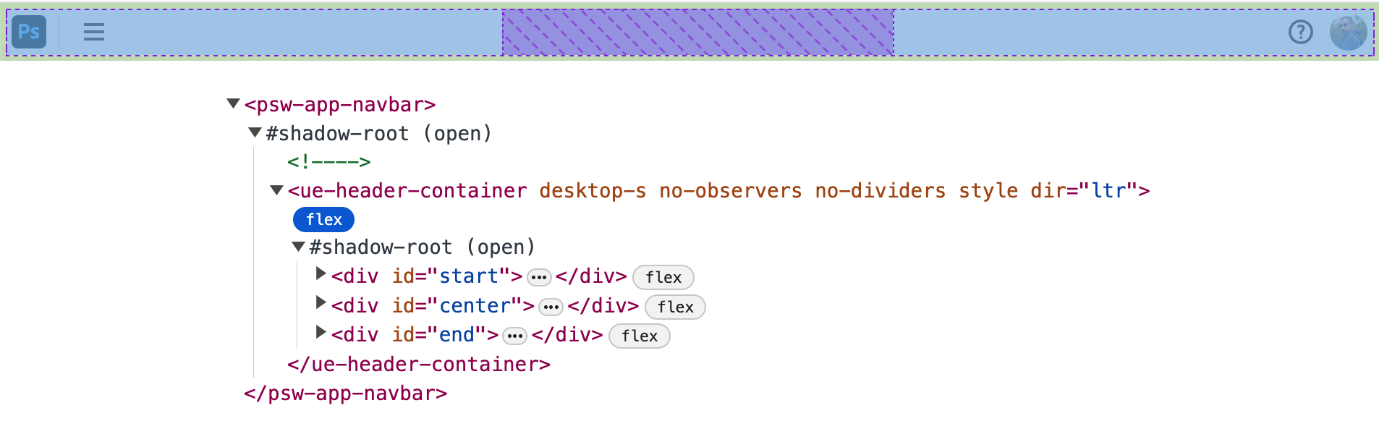 Ps ?
<psw-app-navbar>
#shadow-root (open)
<!---->
<ue-header-container desktop-s no-observers no-dividers style dir="ltr">
flex
#shadow-root (open)
<div id="start">…</div> flex
<div id="center">…</div> flex
<div id="end">…</div> flex
</ue-header-container>
</psw-app-navbar>